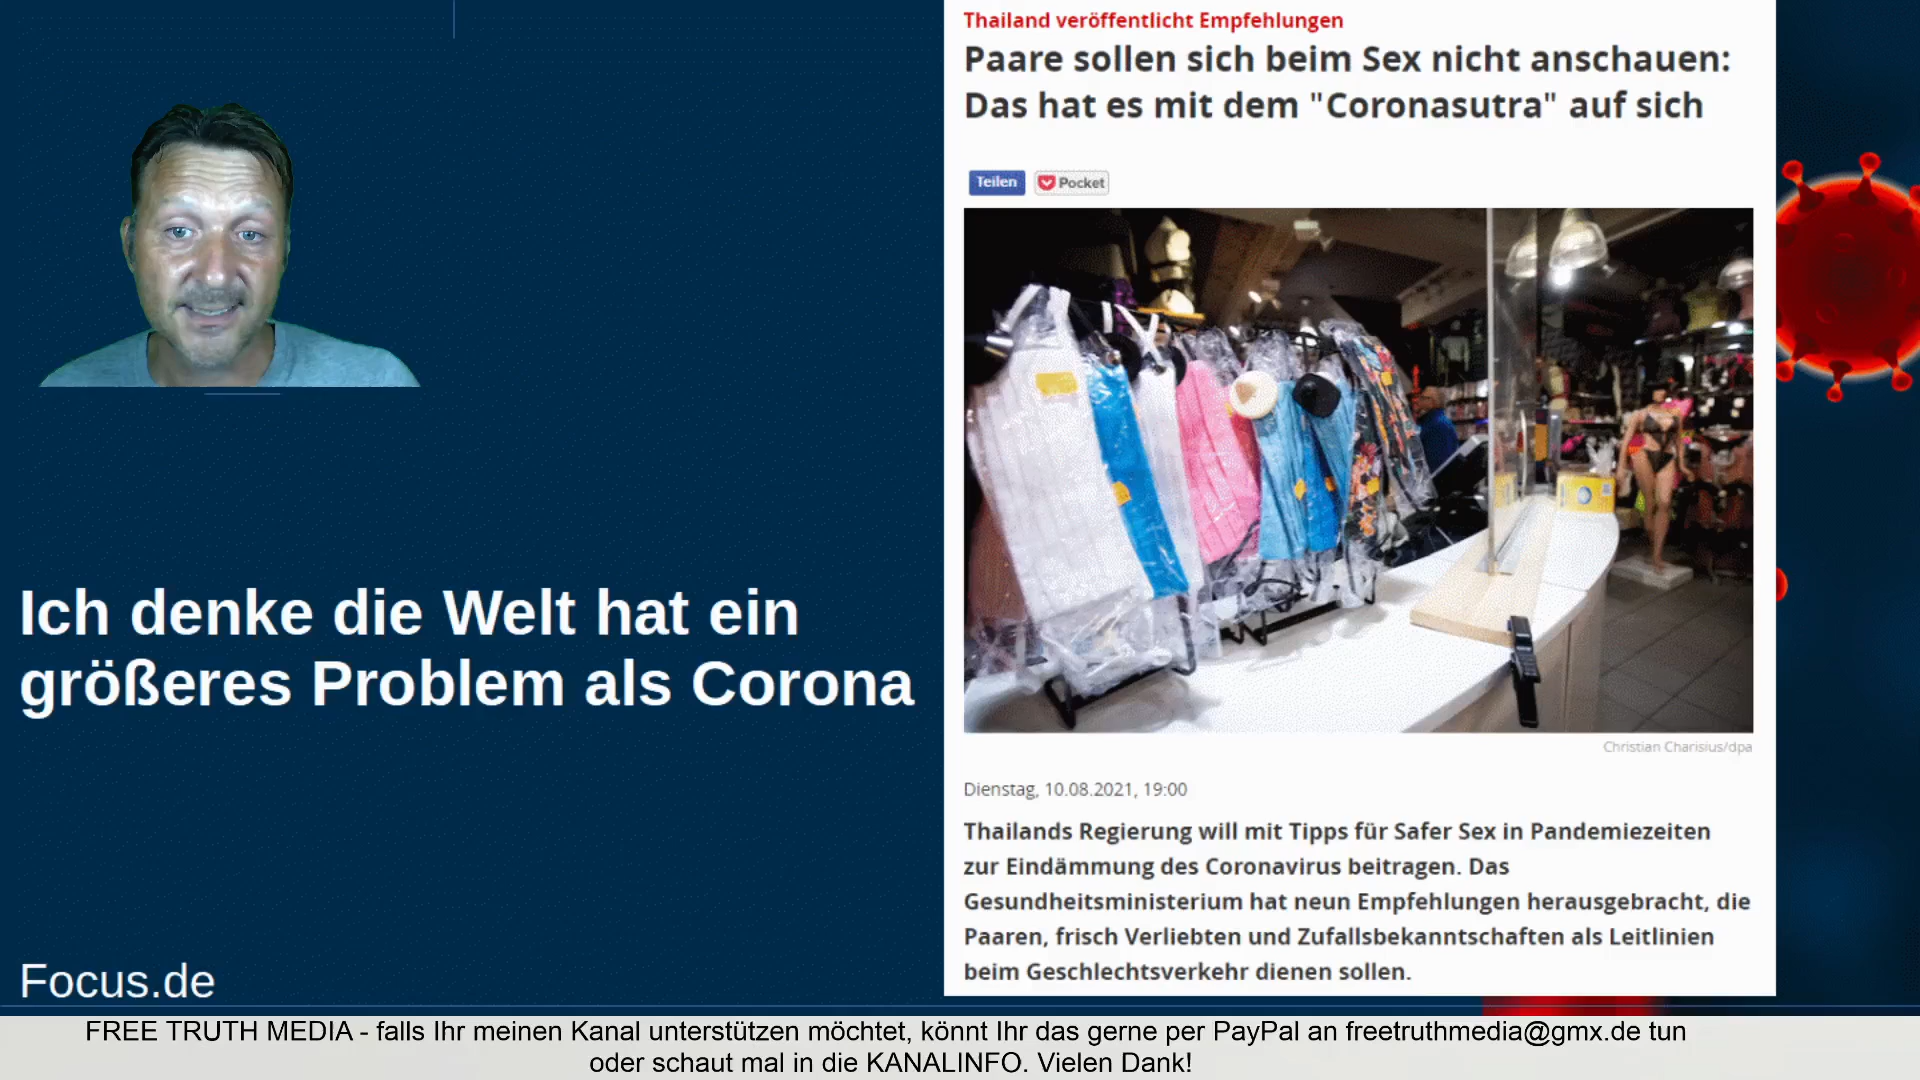 Thailand veröffentlicht Empfehlungen
Paare sollen sich beim Sex nicht anschauen:
Das hat es mit dem "Coronasutra" auf sich
Teilen
Pocket
Christian Charisius/dpa
Dienstag, 10.08.2021, 19:00
Thailands Regierung will mit Tipps für Safer Sex in Pandemiezeiten
zur Eindämmung des Coronavirus beitragen. Das
Gesundheitsministerium hat neun Empfehlungen herausgebracht, die
Paaren, frisch Verliebten und Zufallsbekanntschaften als Leitlinien
beim Geschlechtsverkehr dienen sollen.
Ich denke die Welt hat ein
größeres Problem als Corona
Focus.de
FREE TRUTH MEDIA - falls Ihr meinen Kanal unterstützen möchtet, könnt Ihr das gerne per PayPal an freetruthmedia@gmx.de tun
oder schaut mal in die KANALINFO. Vielen Dank!